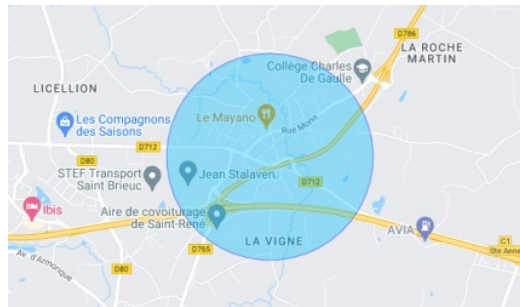 D786
LA ROCHE
MARTIN
Collège Charles
De Gaulle
LICELLION
Le Mayano
Rue Morin
Les Compagnons
des Saisons
D712
D80
STEF Transport
Saint Brieuc
Jean Stalaven
D712
Ibis
Aire de covoiturage
de Saint-René
LA VIGNE
AVIA
C1
Ste Anne
D765
Av. d'Armorique
D80